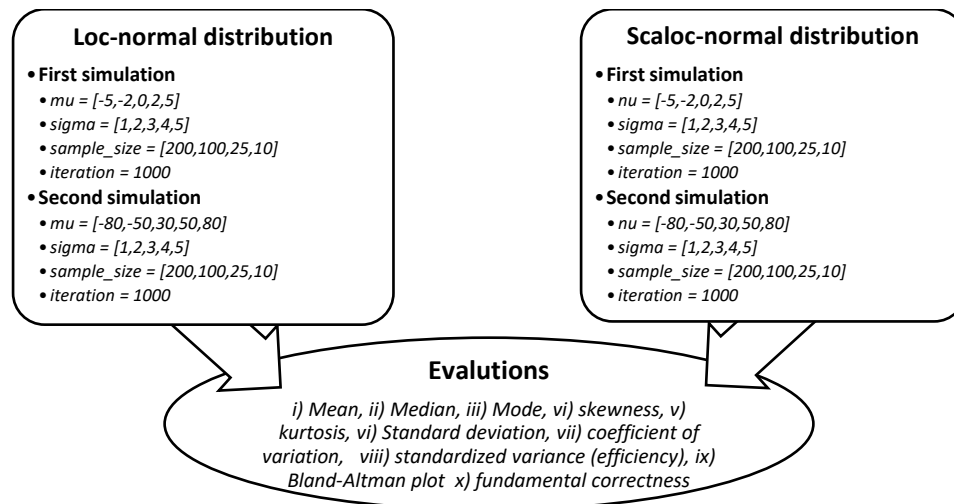 Loc-normal distribution
• First simulation
• mu = [-5,-2,0,2,5]
• sigma = [1,2,3,4,5]
• sample_size = [200,100,25,10]
• iteration = 1000
• Second simulation
• mu = [-80,-50,30,50,80]
• sigma = [1,2,3,4,5]
• sample_size = [200,100,25,10]
• iteration = 1000
Scaloc-normal distribution
• First simulation
• nu = [-5,-2,0,2,5]
• sigma = [1,2,3,4,5]
• sample_size = [200,100,25,10]
• iteration = 1000
• Second simulation
• nu = [-80,-50,30,50,80]
• sigma = [1,2,3,4,5]
• sample_size = [200,100,25,10]
• iteration = 1000
Evalutions
i) Mean, ii) Median, iii) Mode, vi) skewness, v)
kurtosis, vi) Standard deviation, vii) coefficient of
variation, viii) standardized variance (efficiency), ix)
Bland-Altman plot x) fundamental correctness